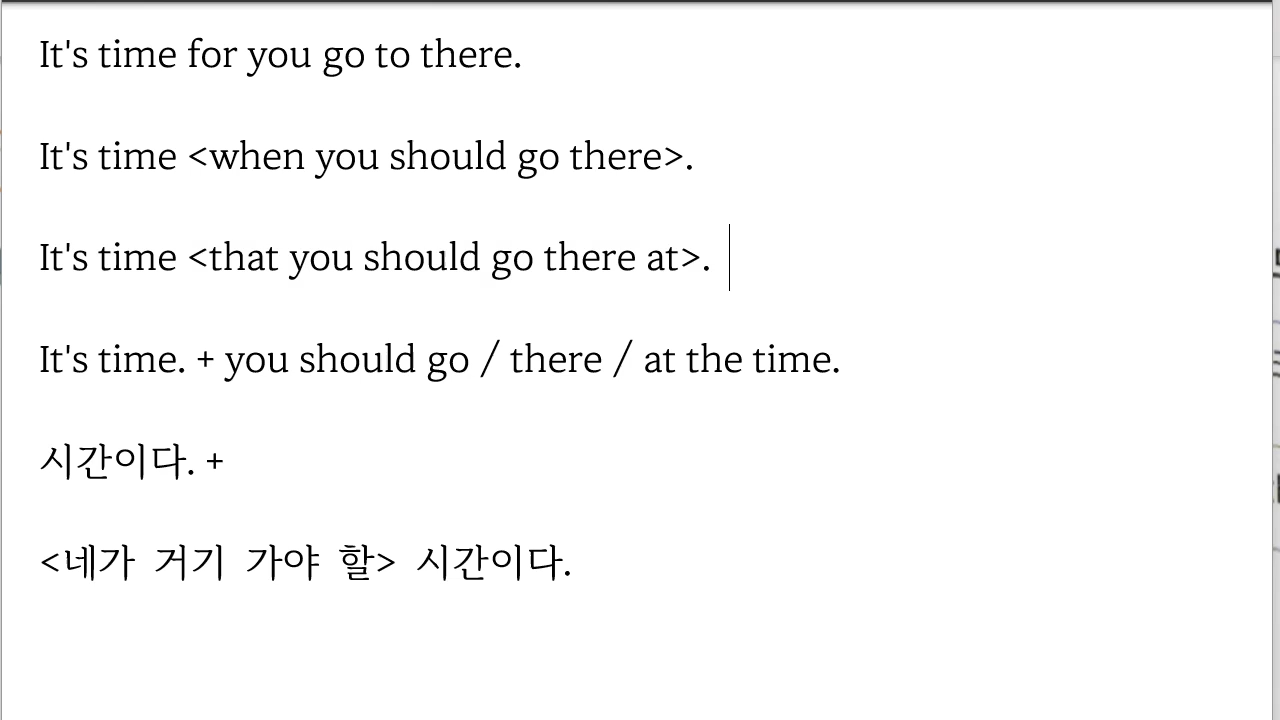 It's time for you go to there.
It's time <when you should go there>.
It's time <that you should go there at>.
It's time. + you should go / there / at the time.
시간이다. +
<네가 거기 가야 할> 시간이다.